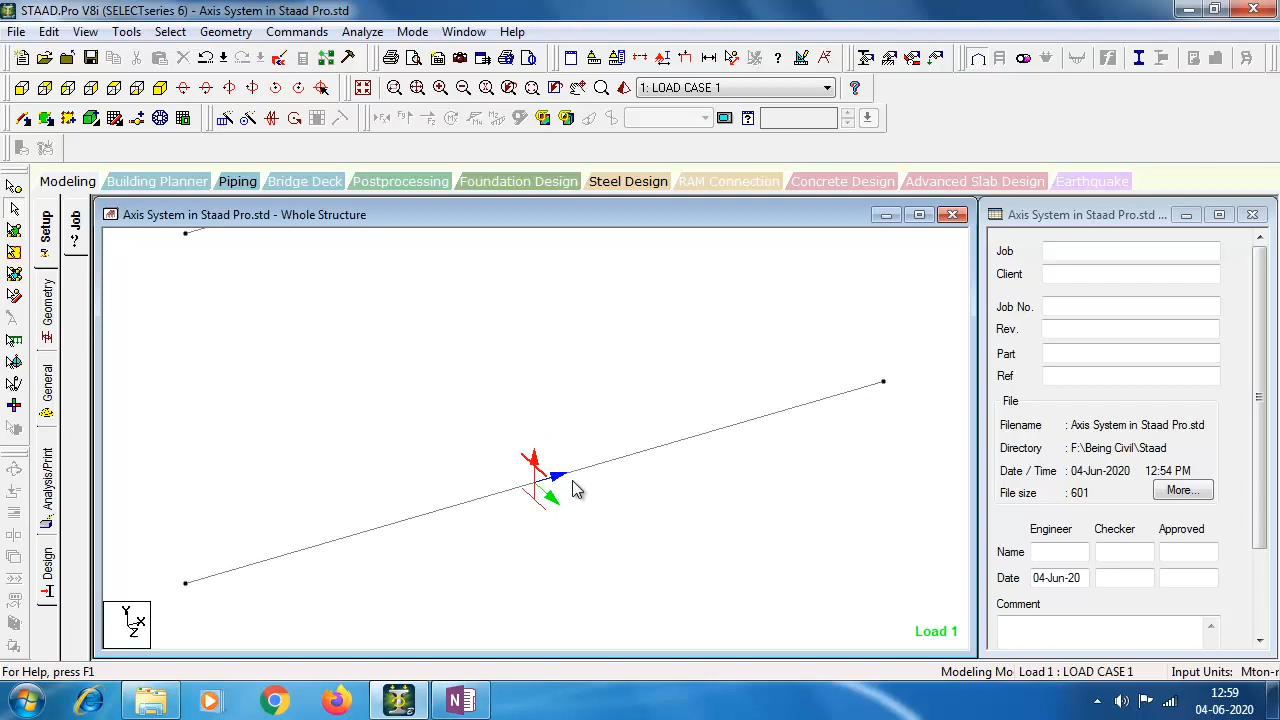 STAAD.Pro V8i (SELECTseries 6) - Axis System in Staad Pro.std
File Edit View Tools Select Geometry Commands Analyze Mode Window Help
1: LOAD CASE 1
Modeling Building Planner Piping Bridge Deck Postprocessing Foundation Design Steel Design RAM Connection Concrete Design Advanced Slab Design Earthquake
Setup
Job
Geometry
General
Analysis/Print
Design
Axis System in Staad Pro.std - Whole Structure
Y
X
Z
Load 1
Axis System in Staad Pro.std ...
Job
Client
Job No.
Rev.
Part
Ref
File
Filename : Axis System in Staad Pro.std
Directory : F:\Being Civil\Staad
Date / Time : 04-Jun-2020 12:54 PM
File size : 601 More...
Engineer Checker Approved
Name
Date 04-Jun-20
Comment
For Help, press F1
Modeling Mo Load 1 : LOAD CASE 1 Input Units: Mton-
12:59
04-06-2020